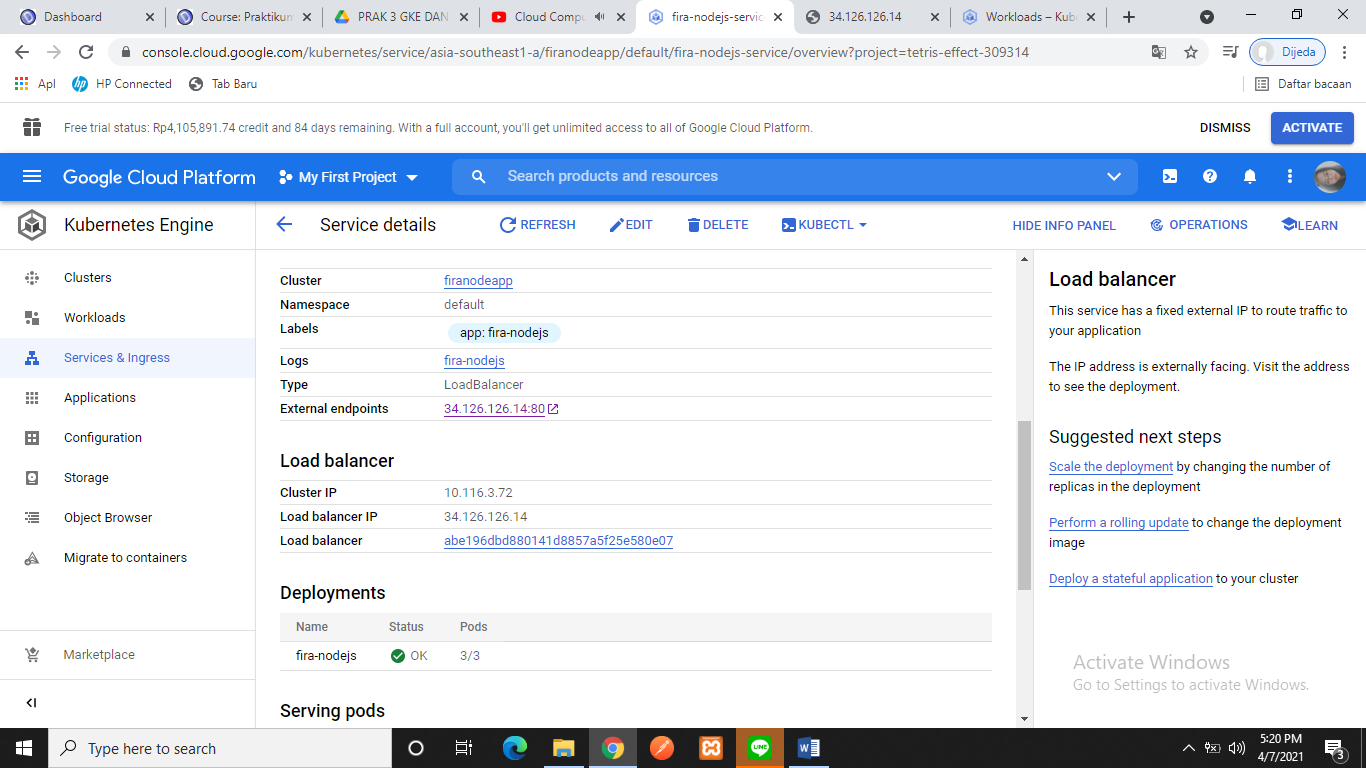 Dashboard
Course: Praktikun
PRAK 3 GKE DAN
Cloud Compu
fira-nodejs-servic
34.126.126.14
Workloads – Kub
console.cloud.google.com/kubernetes/service/asia-southeast1-a/firanodeapp/default/fira-nodejs-service/overview?project=tetris-effect-309314
Dijeda
Apl
HP Connected
Tab Baru
Daftar bacaan
Free trial status: Rp4,105,891.74 credit and 84 days remaining. With a full account, you'll get unlimited access to all of Google Cloud Platform.
DISMISS
ACTIVATE
Google Cloud Platform
My First Project
Search products and resources
Kubernetes Engine
Service details
REFRESH
EDIT
DELETE
KUBECTL
HIDE INFO PANEL
OPERATIONS
LEARN
Clusters
Workloads
Services & Ingress
Applications
Configuration
Storage
Object Browser
Migrate to containers
Marketplace
Cluster firanodeapp
Namespace default
Labels app: fira-nodejs
Logs fira-nodejs
Type LoadBalancer
External endpoints 34.126.126.14:80
Load balancer
Cluster IP 10.116.3.72
Load balancer IP 34.126.126.14
Load balancer abe196dbd880141d8857a5f25e580e07
Deployments
Name Status Pods
fira-nodejs OK 3/3
Serving pods
Load balancer
This service has a fixed external IP to route traffic to
your application
The IP address is externally facing. Visit the address
to see the deployment.
Suggested next steps
Scale the deployment by changing the number of
replicas in the deployment
Perform a rolling update to change the deployment
image
Deploy a stateful application to your cluster
Activate Windows
Go to Settings to activate Windows.
Type here to search
5:20 PM
4/7/2021
3